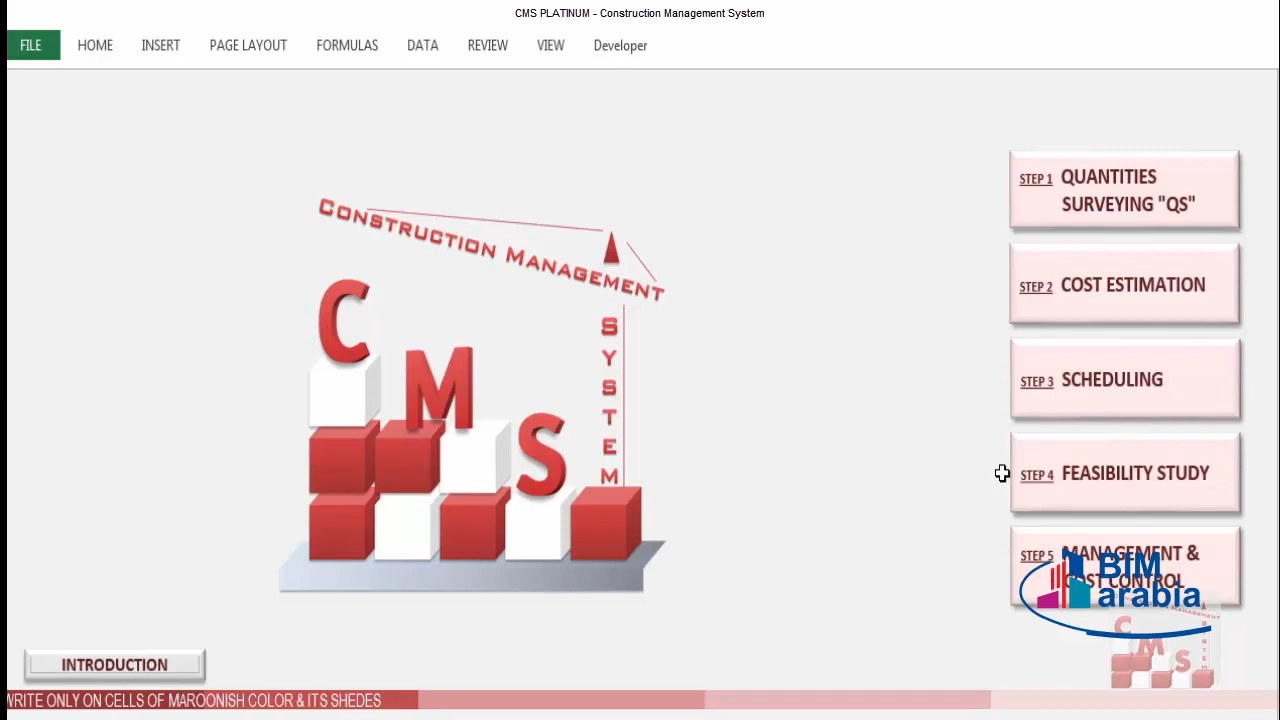 CMS PLATINUM - Construction Management System
FILE HOME INSERT PAGE LAYOUT FORMULAS DATA REVIEW VIEW Developer
CONSTRUCTION MANAGEMENT
SYSTEM
C
M
S
STEP 1 QUANTITIES
SURVEYING "QS"
STEP 2 COST ESTIMATION
STEP 3 SCHEDULING
STEP 4 FEASIBILITY STUDY
STEP 5 MANAGEMENT &
COST CONTROL
BIM
arabia
C
M
S
INTRODUCTION
WRITE ONLY ON CELLS OF MAROONISH COLOR & ITS SHEDES